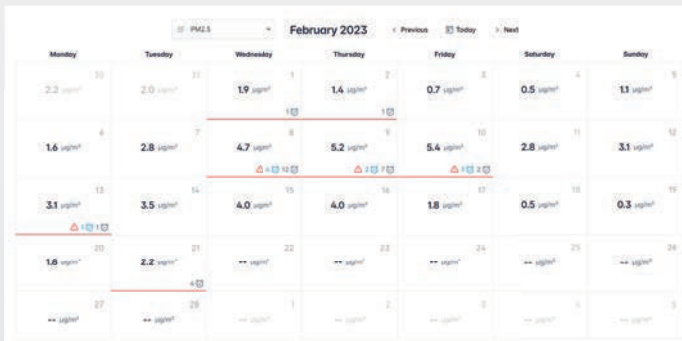 PM2.5 February 2023 Previous Today Next
Monday Tuesday Wednesday Thursday Friday Saturday Sunday
30 31 1 2 3 4 5
2.2 µg/m³ 2.0 µg/m³ 1.9 µg/m³ 1.4 µg/m³ 0.7 µg/m³ 0.5 µg/m³ 1.1 µg/m³
1 1
6 7 8 9 10 11 12
1.6 µg/m³ 2.8 µg/m³ 4.7 µg/m³ 5.2 µg/m³ 5.4 µg/m³ 2.8 µg/m³ 3.1 µg/m³
10 2 7 2
13 14 15 16 17 18 19
3.1 µg/m³ 3.5 µg/m³ 4.0 µg/m³ 4.0 µg/m³ 1.8 µg/m³ 0.5 µg/m³ 0.3 µg/m³
1
20 21 22 23 24 25 26
1.6 µg/m³ 2.2 µg/m³ -- µg/m³ -- µg/m³ -- µg/m³ -- µg/m³ -- µg/m³
27 28 1 2 3 4 5
-- µg/m³ -- µg/m³ -- µg/m³ -- µg/m³ -- µg/m³ -- µg/m³ -- µg/m³